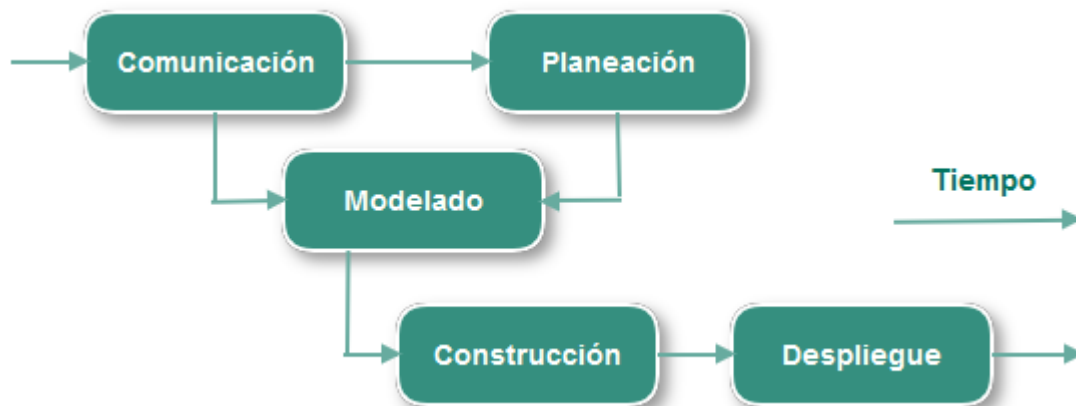 Comunicación
Planeación
Modelado
Tiempo
Construcción
Despliegue